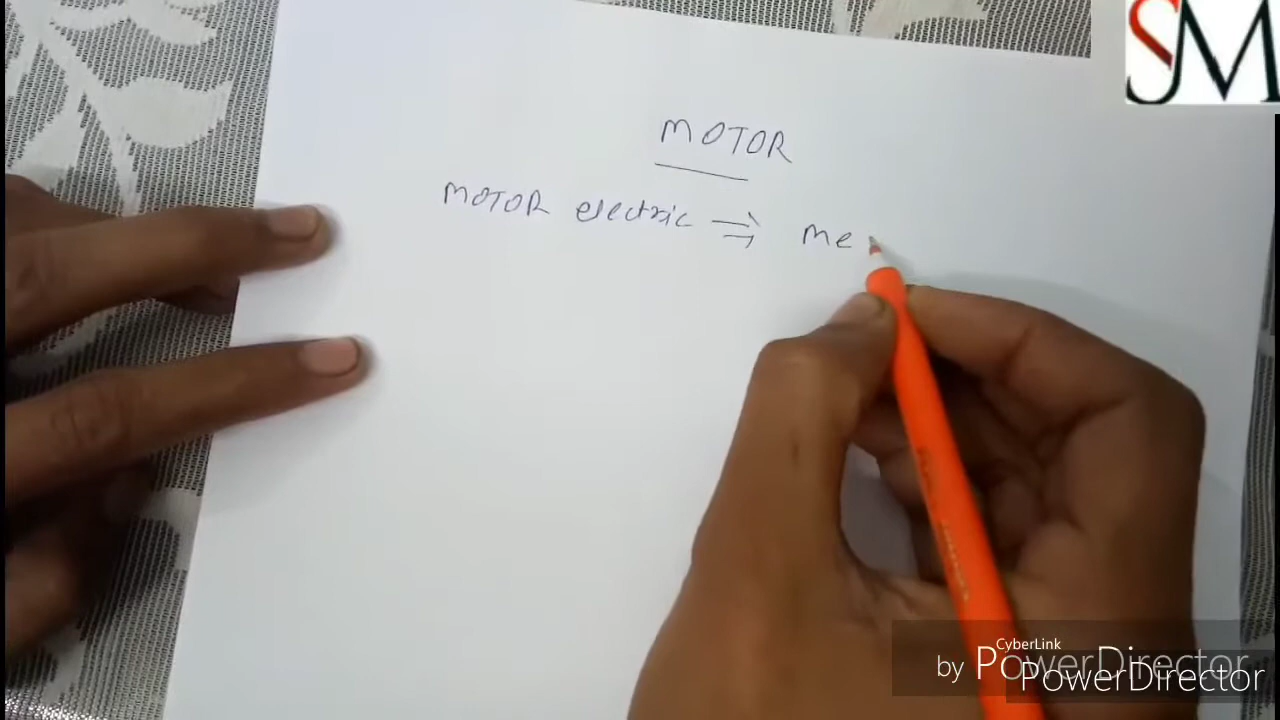 SM
MOTOR
MOTOR electric ⇒ me
CyberLink
by PowerDirector
PowerDirector